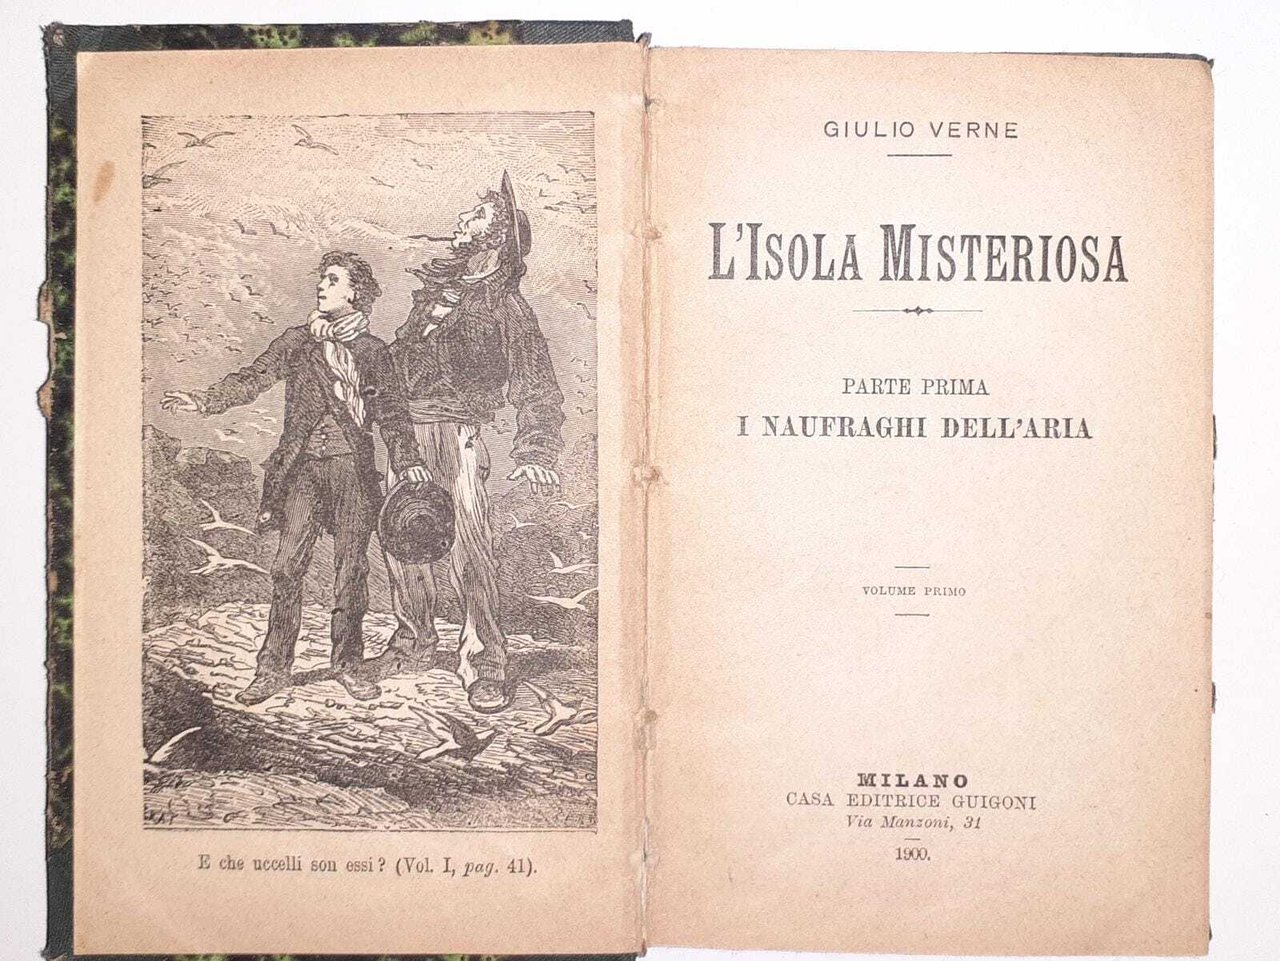 E che uccelli son essi? (Vol. I, pag. 41).
GIULIO VERNE
L'ISOLA MISTERIOSA
PARTE PRIMA
I NAUFRAGHI DELL'ARIA
VOLUME PRIMO
MILANO
CASA EDITRICE GUIGONI
Via Manzoni, 31
1900.